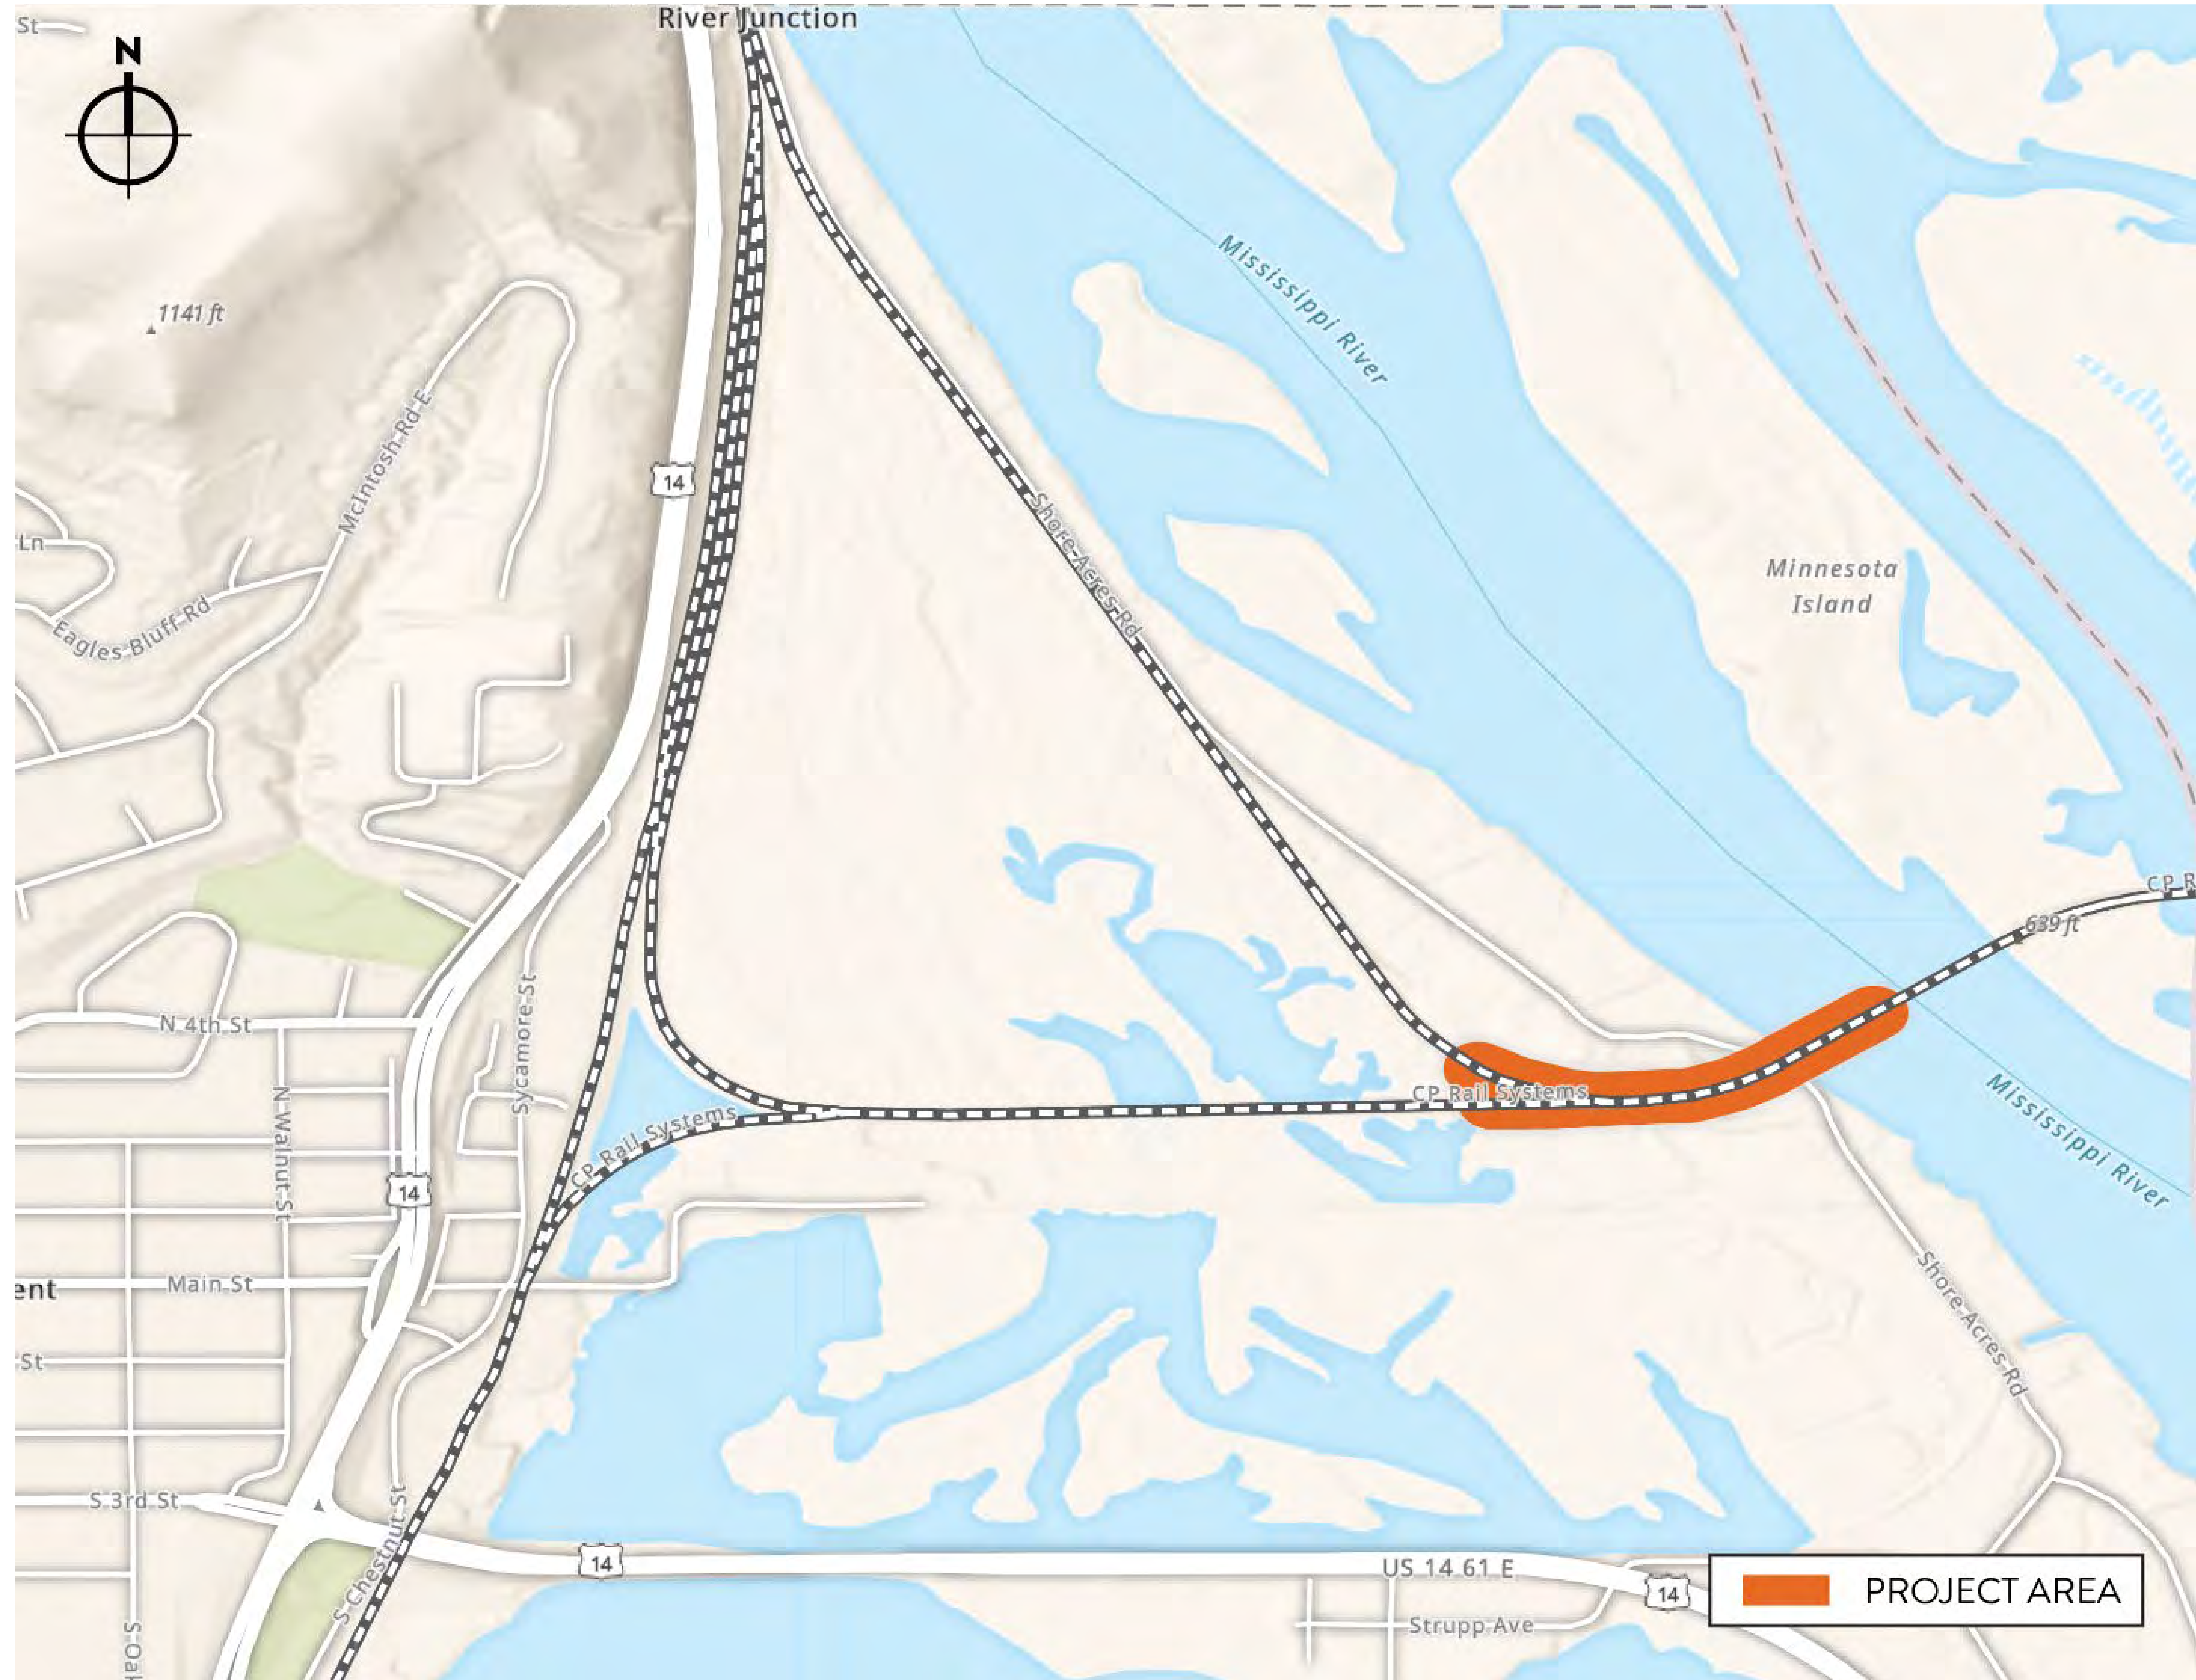 River Junction
St
N
1141 ft
Mississippi River
McIntosh Rd E
14
Shore Acres Rd
Ln
Minnesota
Island
Eagles Bluff Rd
CP R
639 ft
N 4th St
Sycamore St
CP Rail Systems
N Walnut St
CP Rail Systems
Mississippi River
14
ent
Main St
Shore Acres Rd
St
S 3rd St
S Chestnut St
14
US 14 61 E
14
PROJECT AREA
Strupp Ave
S Oak